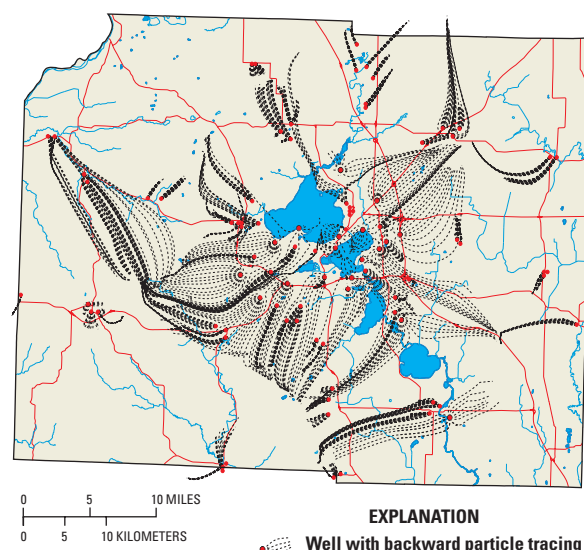 0 5 10 MILES
0 5 10 KILOMETERS
EXPLANATION
Well with backward particle tracing